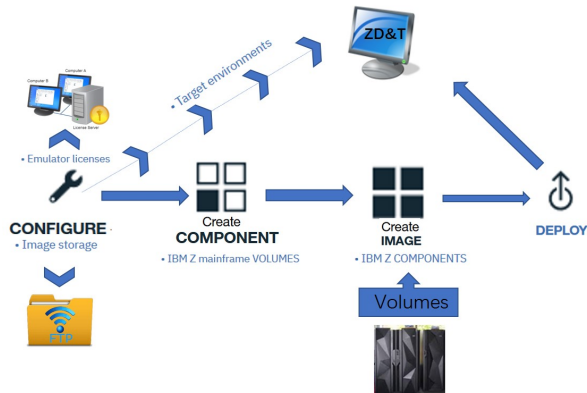 ZD&T
Computer A
Computer B
License Server
• Target environments
• Emulator licenses
CONFIGURE
• Image storage
FTP
Create
COMPONENT
• IBM Z mainframe VOLUMES
Create
IMAGE
• IBM Z COMPONENTS
Volumes
DEPLOY